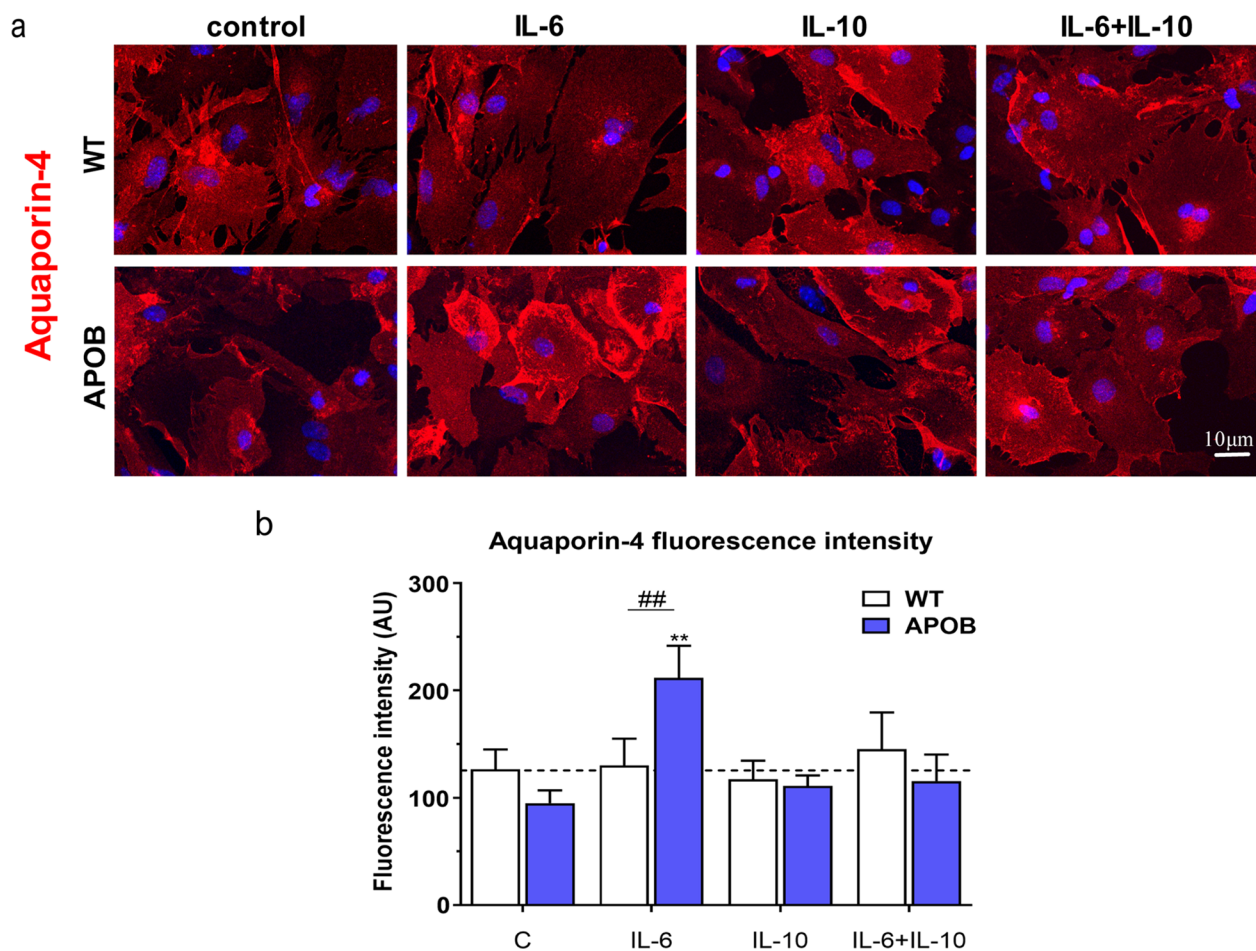 a
control IL-6 IL-10 IL-6+IL-10
Aquaporin-4
WT
APOB
10µm
b
Aquaporin-4 fluorescence intensity
Fluorescence intensity (AU)
300
200
100
0
##
**
WT
APOB
C IL-6 IL-10 IL-6+IL-10